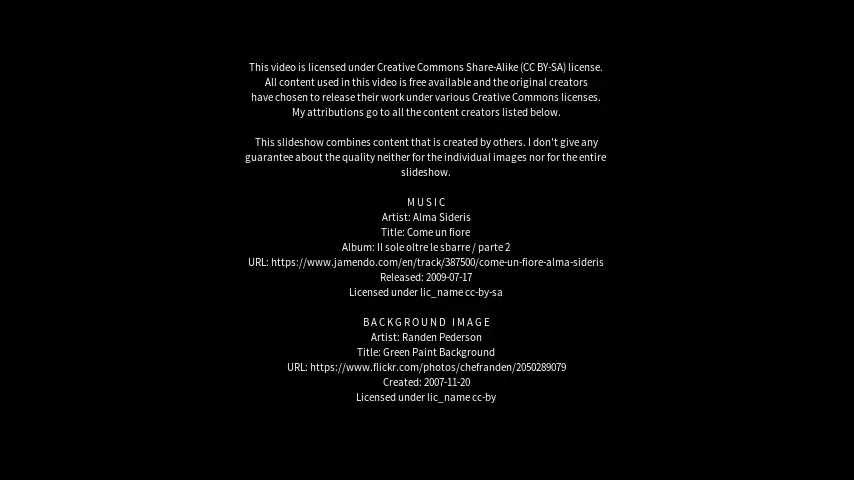 This video is licensed under Creative Commons Share-Alike (CC BY-SA) license.
All content used in this video is free available and the original creators
have chosen to release their work under various Creative Commons licenses.
My attributions go to all the content creators listed below.
This slideshow combines content that is created by others. I don't give any
guarantee about the quality neither for the individual images nor for the entire
slideshow.
MUSIC
Artist: Alma Sideris
Title: Come un fiore
Album: Il sole oltre le sbarre / parte 2
URL: https://www.jamendo.com/en/track/387500/come-un-fiore-alma-sideris
Released: 2009-07-17
Licensed under lic_name cc-by-sa
BACKGROUND IMAGE
Artist: Randen Pederson
Title: Green Paint Background
URL: https://www.flickr.com/photos/chefranden/2050289079
Created: 2007-11-20
Licensed under lic_name cc-by